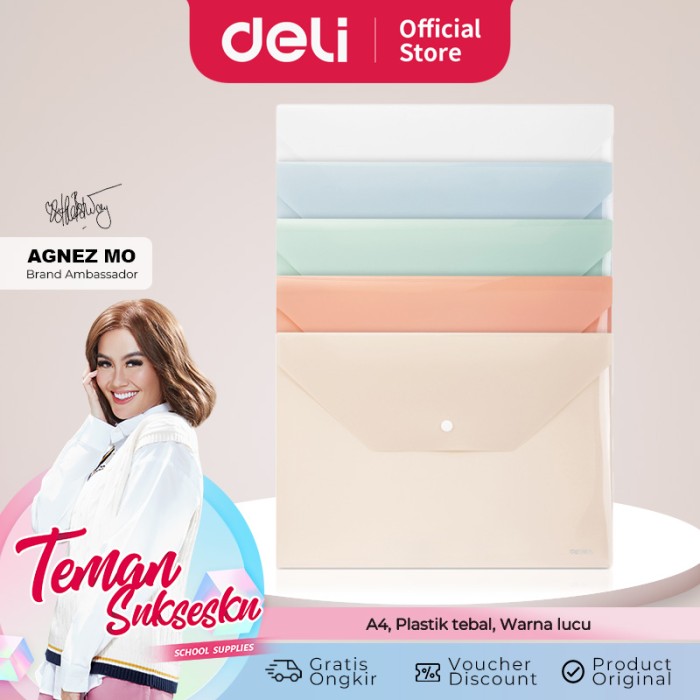 deli
Official
Store
AGNEZ MO
Brand Ambassador
Teman
Suksesku
SCHOOL SUPPLIES
A4, Plastik tebal, Warna lucu
Gratis
Ongkir
Voucher
Discount
Product
Original